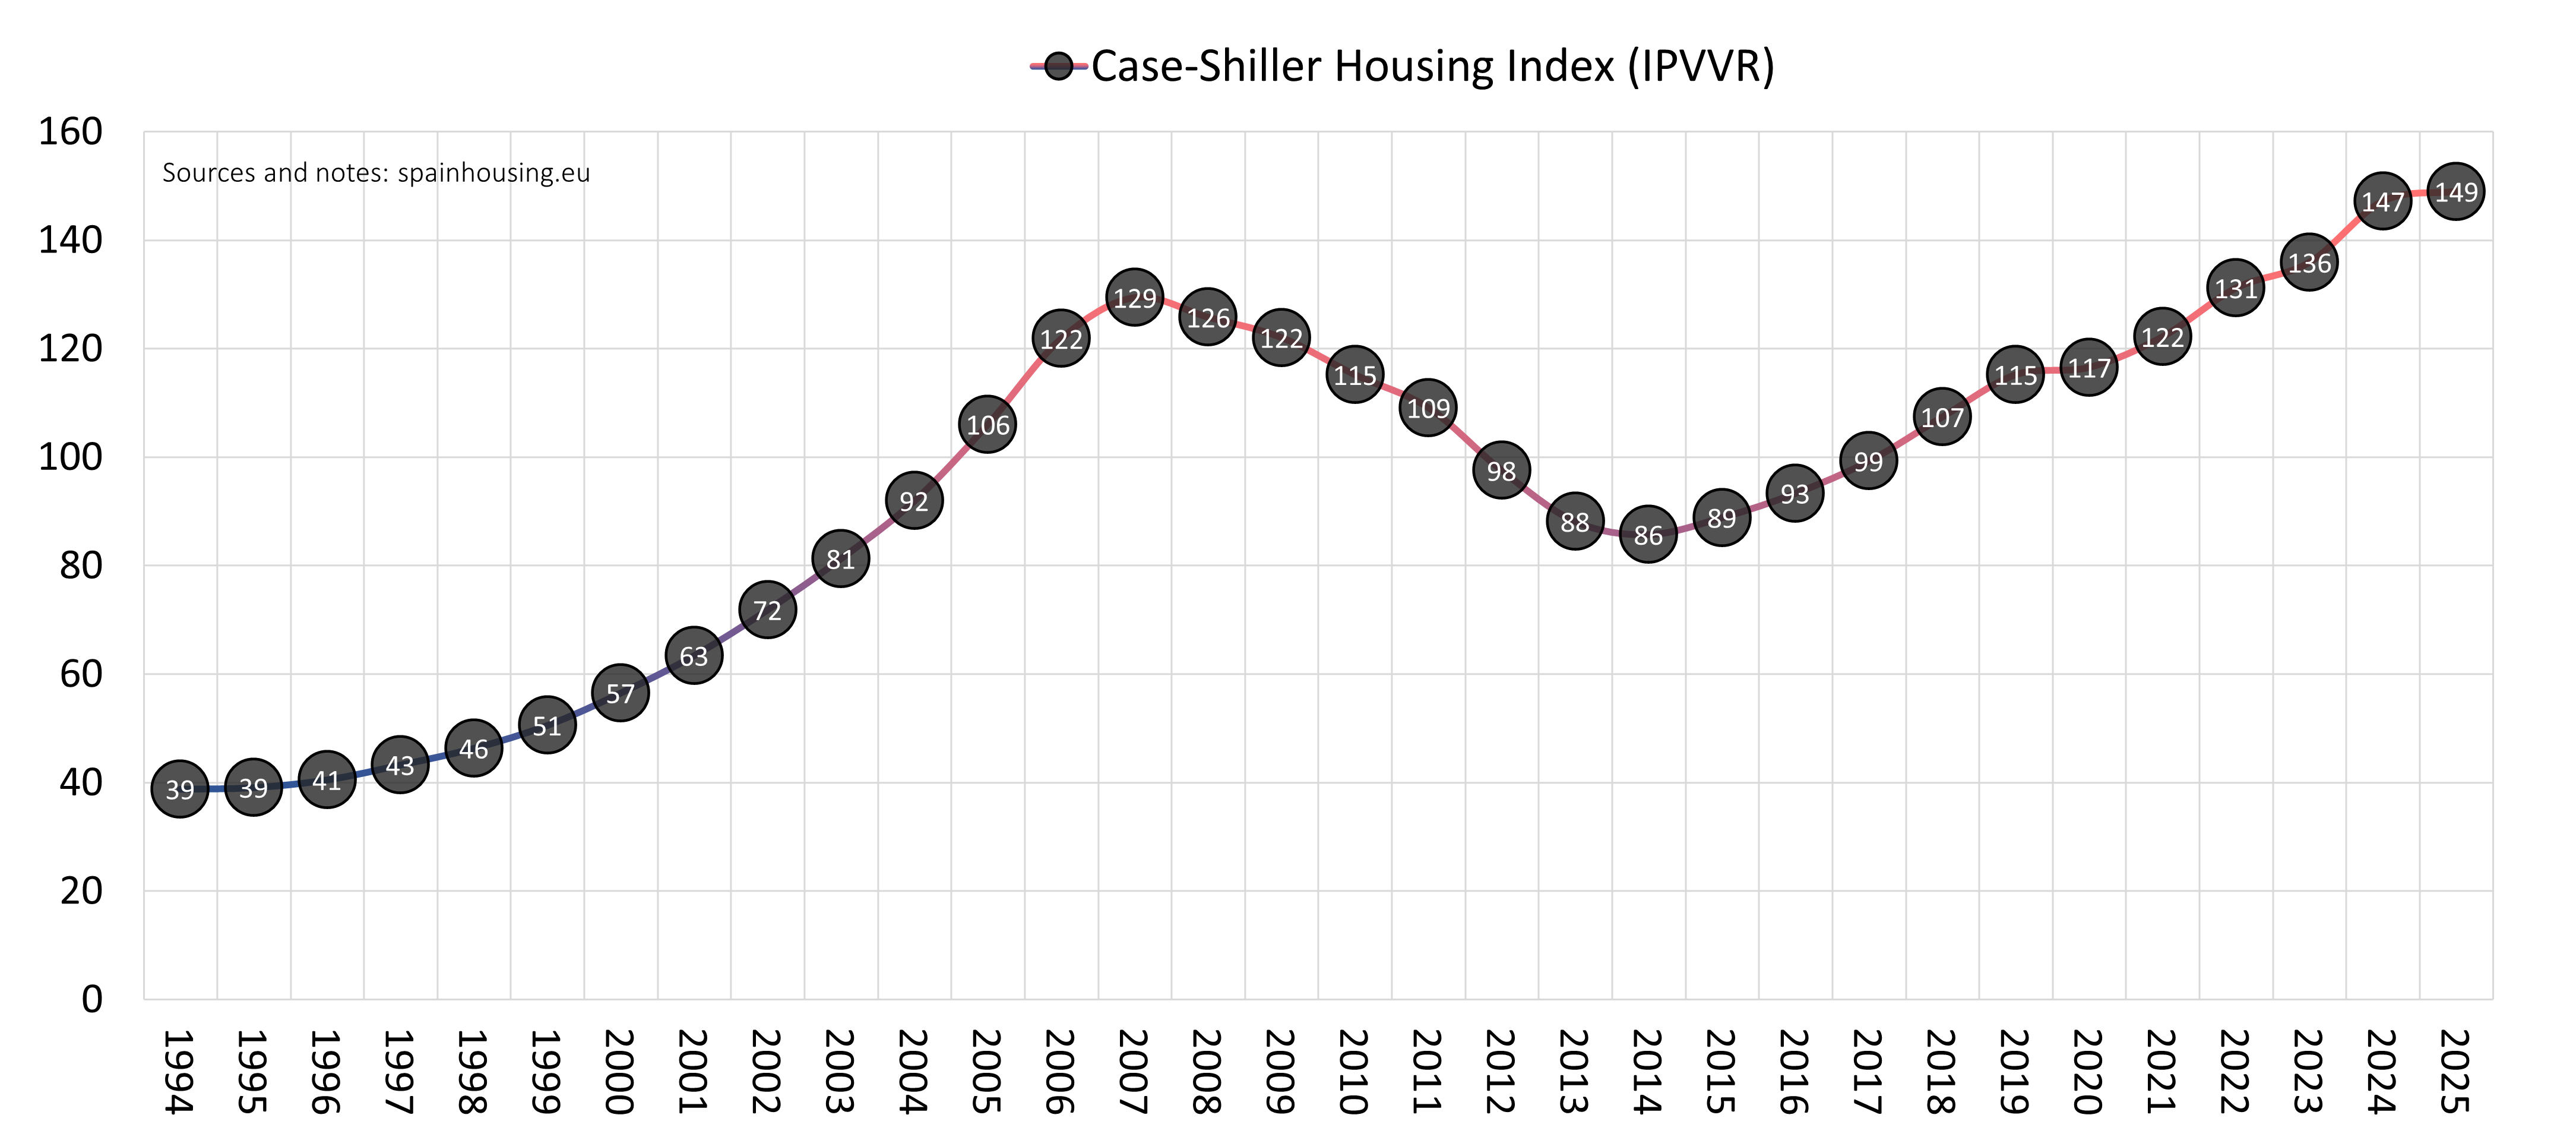 Case-Shiller Housing Index (IPVVR)
160
Sources and notes: spainhousing.eu
140
120
100
80
60
40
20
0
39 39 41 43 46 51 57 63 72 81 92 106 122 129 126 122 115 109 98 88 86 89 93 99 107 115 117 122 131 136 147 149
1994 1995 1996 1997 1998 1999 2000 2001 2002 2003 2004 2005 2006 2007 2008 2009 2010 2011 2012 2013 2014 2015 2016 2017 2018 2019 2020 2021 2022 2023 2024 2025